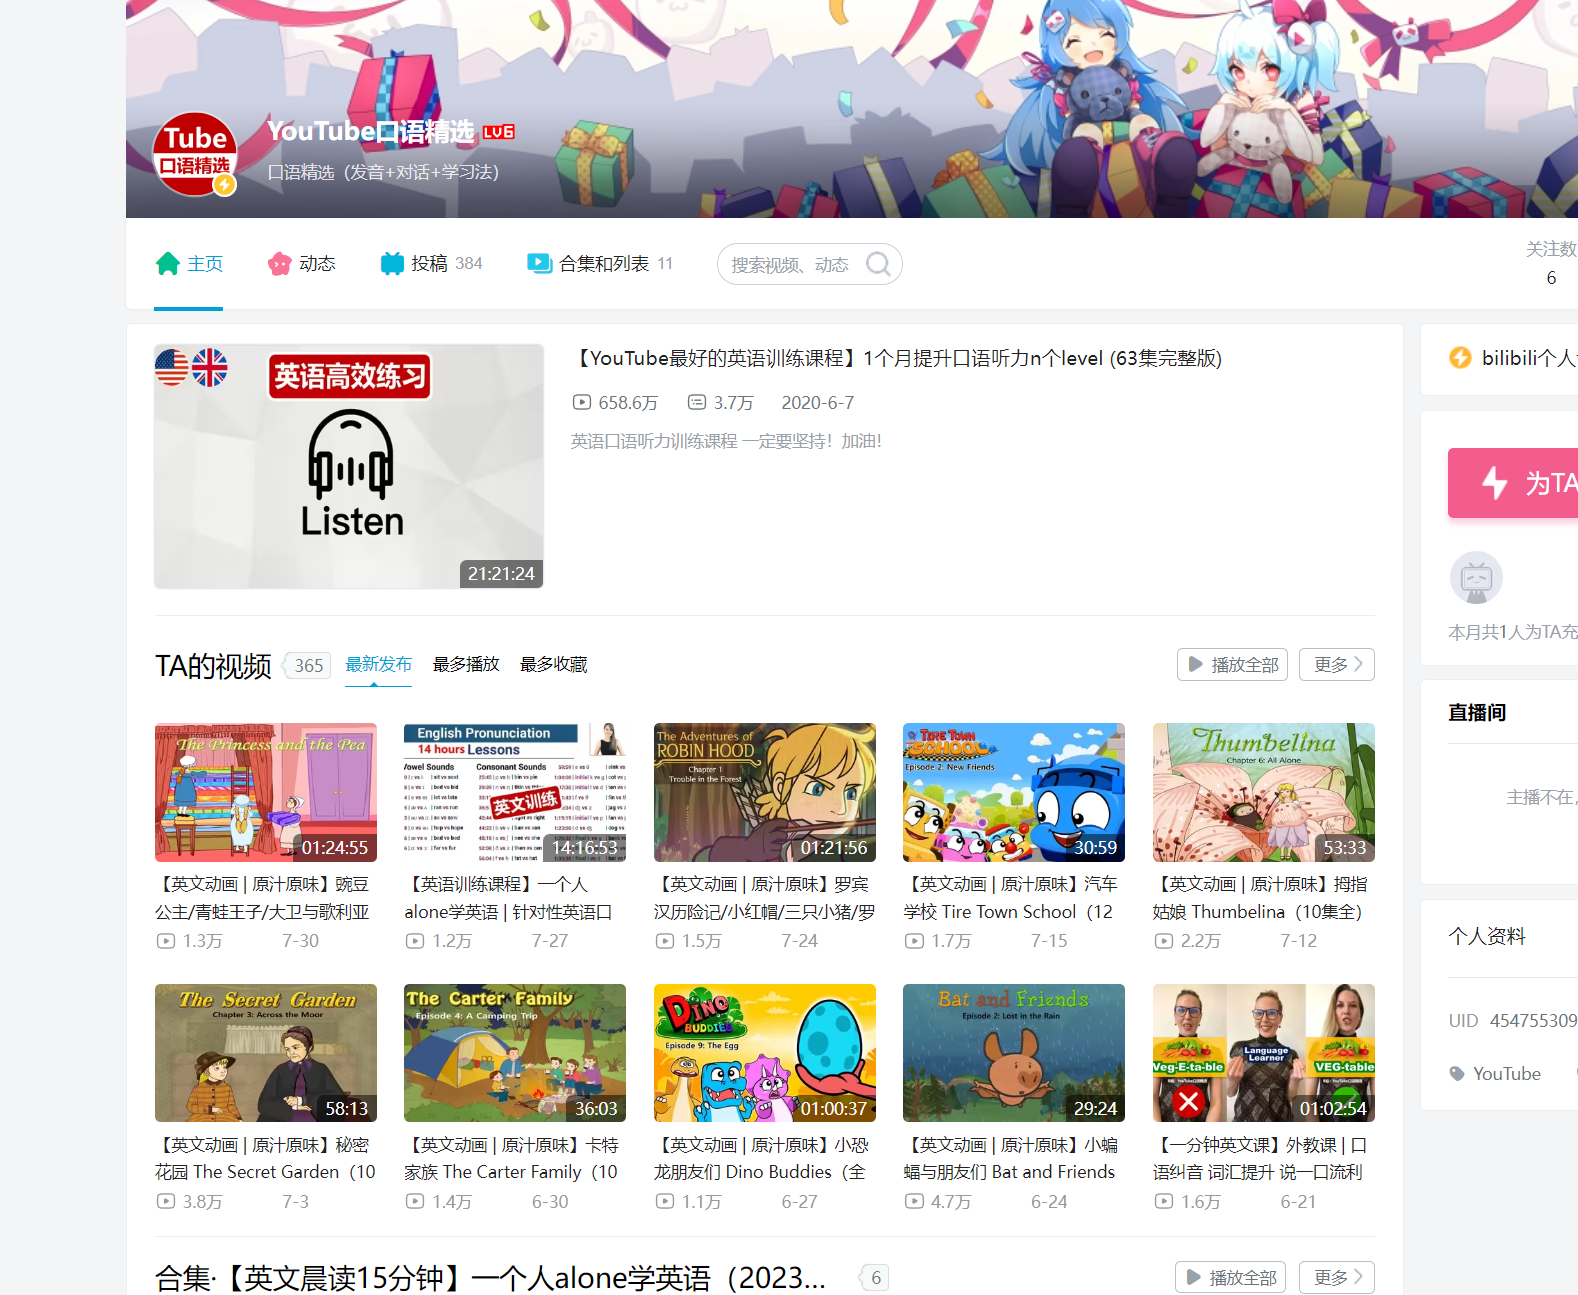 Tube
口语精选
YouTube口语精选 LV6
口语精选（发音+对话+学习法）
主页
动态
投稿 384
合集和列表 11
搜索视频、动态
关注数
6
英语高效练习
Listen
21:21:24
【YouTube最好的英语训练课程】1个月提升口语听力n个level (63集完整版)
658.6万 3.7万 2020-6-7
英语口语听力训练课程 一定要坚持！加油！
bilibili个人
为TA
本月共1人为TA充
TA的视频 365 最新发布 最多播放 最多收藏
播放全部 更多
直播间
主播不在，
The Princess and the Pea
01:24:55
【英文动画 | 原汁原味】豌豆
公主/青蛙王子/大卫与歌利亚
1.3万 7-30
English Pronunciation
14 hours Lessons
Vowel Sounds Consonant Sounds
英文训练
14:16:53
【英语训练课程】一个人
alone学英语 | 针对性英语口
1.2万 7-27
The Adventures of
ROBIN HOOD
Chapter 1
Trouble in the Forest
01:21:56
【英文动画 | 原汁原味】罗宾
汉历险记/小红帽/三只小猪/罗
1.5万 7-24
TIRE TOWN
SCHOOL
Episode 2: New Friends
30:59
【英文动画 | 原汁原味】汽车
学校 Tire Town School（12
1.7万 7-15
Thumbelina
Chapter 6: All Alone
53:33
【英文动画 | 原汁原味】拇指
姑娘 Thumbelina（10集全）
2.2万 7-12
个人资料
UID 454755309
YouTube
The Secret Garden
Chapter 3: Across the Moor
58:13
【英文动画 | 原汁原味】秘密
花园 The Secret Garden（10
3.8万 7-3
The Carter Family
Episode 4: A Camping Trip
36:03
【英文动画 | 原汁原味】卡特
家族 The Carter Family（10
1.4万 6-30
DINO
BUDDIES
Episode 9: The Egg
01:00:37
【英文动画 | 原汁原味】小恐
龙朋友们 Dino Buddies（全
1.1万 6-27
Bat and Friends
Episode 2: Lost in the Rain
29:24
【英文动画 | 原汁原味】小蝙
蝠与朋友们 Bat and Friends
4.7万 6-24
Veg-E-ta-ble
Language
Learner
VEG-table
01:02:54
【一分钟英文课】外教课 | 口
语纠音 词汇提升 说一口流利
1.6万 6-21
合集·【英文晨读15分钟】一个人alone学英语（2023... 6
播放全部 更多